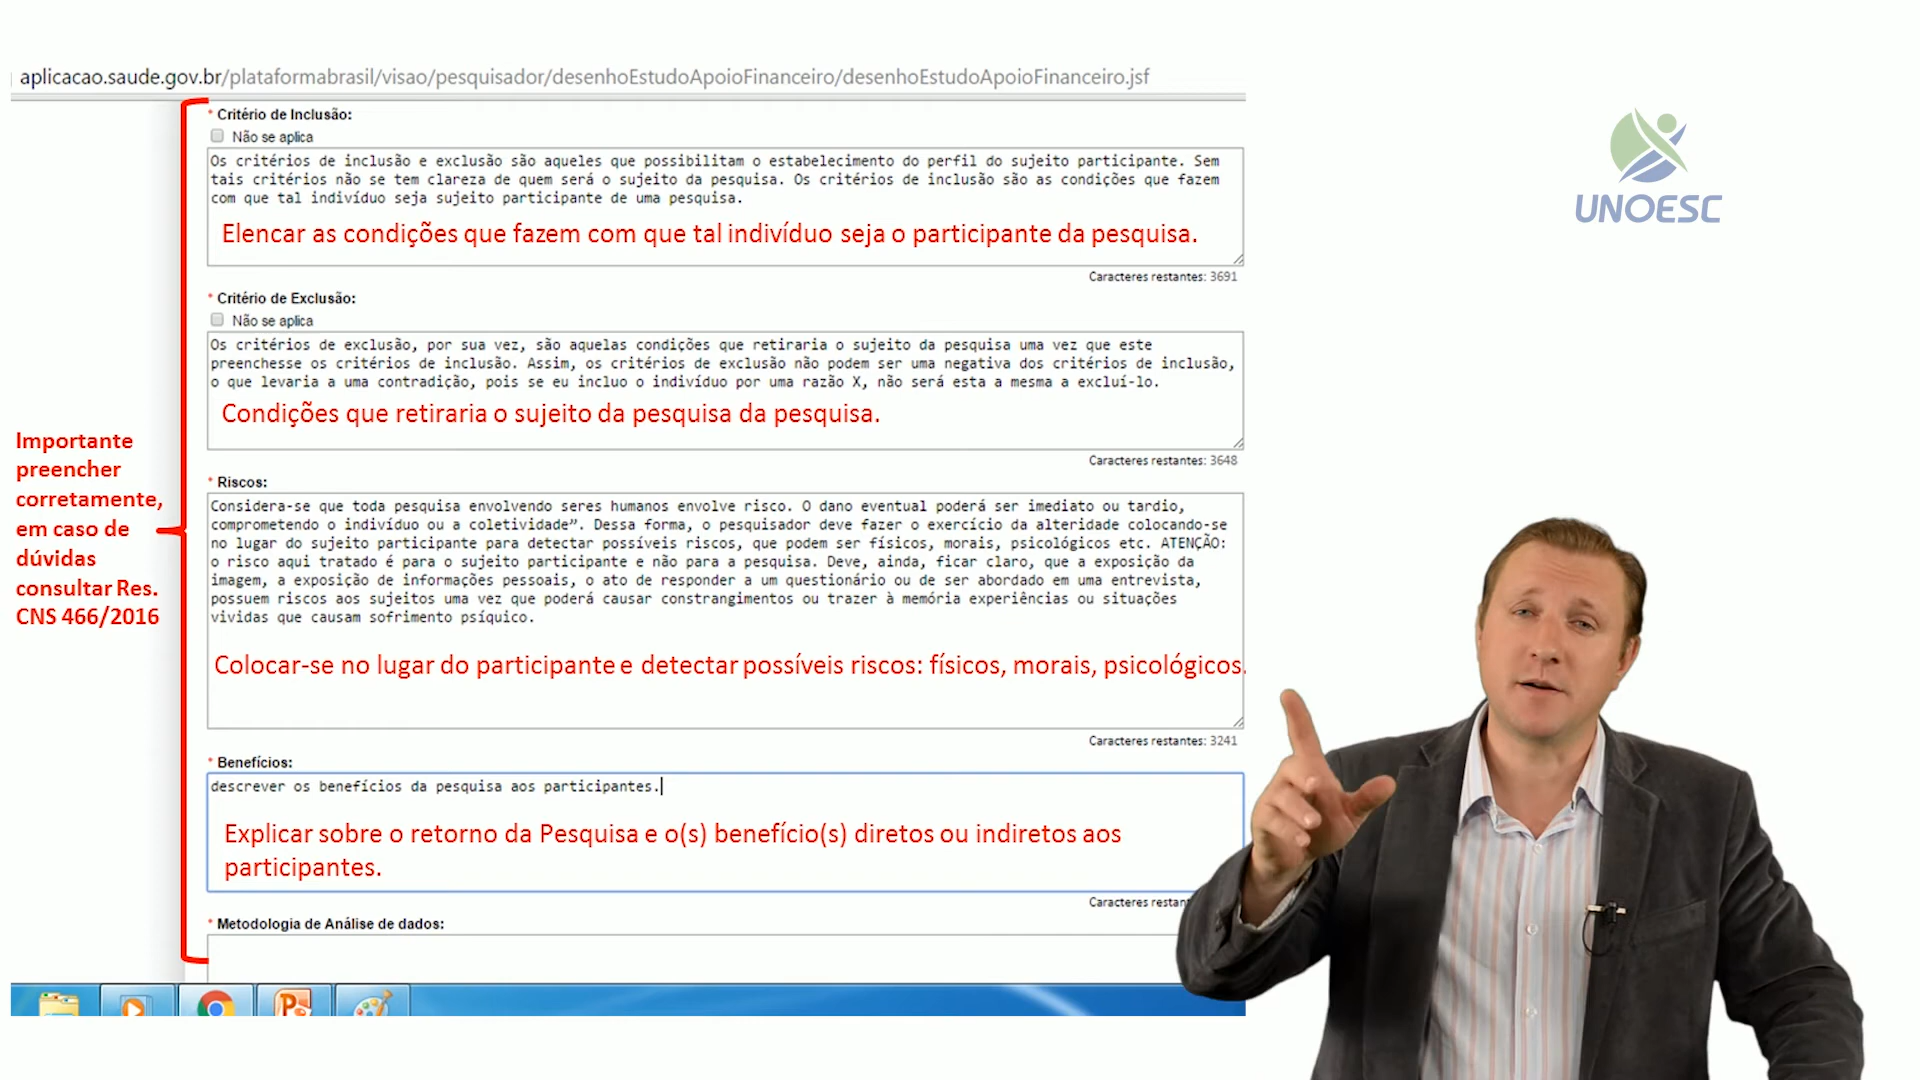 aplicacao.saude.gov.br/plataformabrasil/visao/pesquisador/desenhoEstudoApoioFinanceiro/desenhoEstudoApoioFinanceiro.jsf
UNOESC
Importante
preencher
corretamente,
em caso de
dúvidas
consultar Res.
CNS 466/2016
* Critério de Inclusão:
Não se aplica
Os critérios de inclusão e exclusão são aqueles que possibilitam o estabelecimento do perfil do sujeito participante. Sem
tais critérios não se tem clareza de quem será o sujeito da pesquisa. Os critérios de inclusão são as condições que fazem
com que tal indivíduo seja sujeito participante de uma pesquisa.
Elencar as condições que fazem com que tal indivíduo seja o participante da pesquisa.
Caracteres restantes: 3691
* Critério de Exclusão:
Não se aplica
Os critérios de exclusão, por sua vez, são aquelas condições que retiraria o sujeito da pesquisa uma vez que este
preenchesse os critérios de inclusão. Assim, os critérios de exclusão não podem ser uma negativa dos critérios de inclusão,
o que levaria a uma contradição, pois se eu incluo o indivíduo por uma razão X, não será esta a mesma a excluí-lo.
Condições que retiraria o sujeito da pesquisa da pesquisa.
Caracteres restantes: 3648
* Riscos:
Considera-se que toda pesquisa envolvendo seres humanos envolve risco. O dano eventual poderá ser imediato ou tardio,
comprometendo o indivíduo ou a coletividade”. Dessa forma, o pesquisador deve fazer o exercício da alteridade colocando-se
no lugar do sujeito participante para detectar possíveis riscos, que podem ser físicos, morais, psicológicos etc. ATENÇÃO:
o risco aqui tratado é para o sujeito participante e não para a pesquisa. Deve, ainda, ficar claro, que a exposição da
imagem, a exposição de informações pessoais, o ato de responder a um questionário ou de ser abordado em uma entrevista,
possuem riscos aos sujeitos uma vez que poderá causar constrangimentos ou trazer à memória experiências ou situações
vividas que causam sofrimento psíquico.
Colocar-se no lugar do participante e detectar possíveis riscos: físicos, morais, psicológicos.
Caracteres restantes: 3241
* Benefícios:
descrever os benefícios da pesquisa aos participantes.
Explicar sobre o retorno da Pesquisa e o(s) benefício(s) diretos ou indiretos aos
participantes.
Caracteres restan
* Metodologia de Análise de dados: